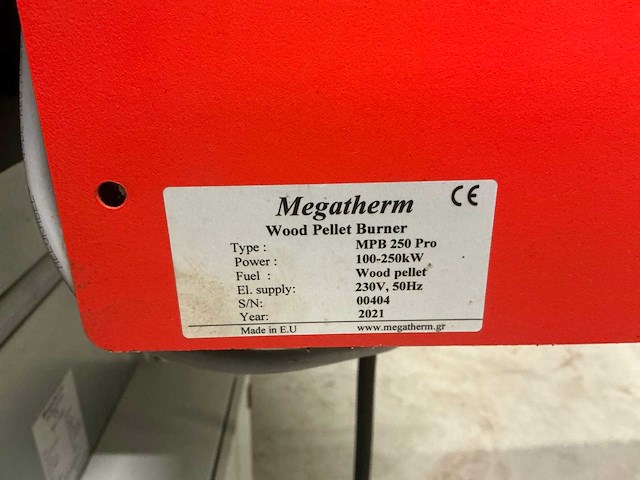 Megatherm CE
Wood Pellet Burner
Type : MPB 250 Pro
Power : 100-250kW
Fuel : Wood pellet
El. supply: 230V, 50Hz
S/N: 00404
Year: 2021
Made in E.U www.megatherm.gr